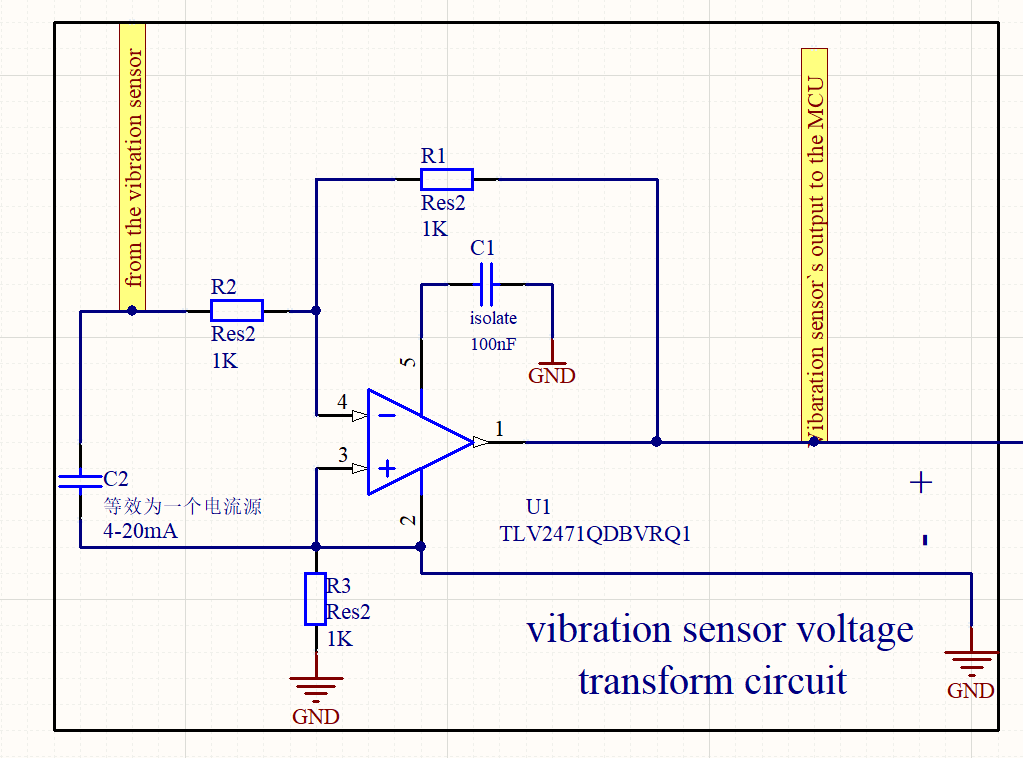 from the vibration sensor
Vibaration sensor`s output to the MCU
R1
Res2
1K
C1
isolate
100nF
GND
R2
Res2
1K
5
4
3
1
2
C2
等效为一个电流源
4-20mA
U1
TLV2471QDBVRQ1
+
-
R3
Res2
1K
GND
vibration sensor voltage
transform circuit
GND